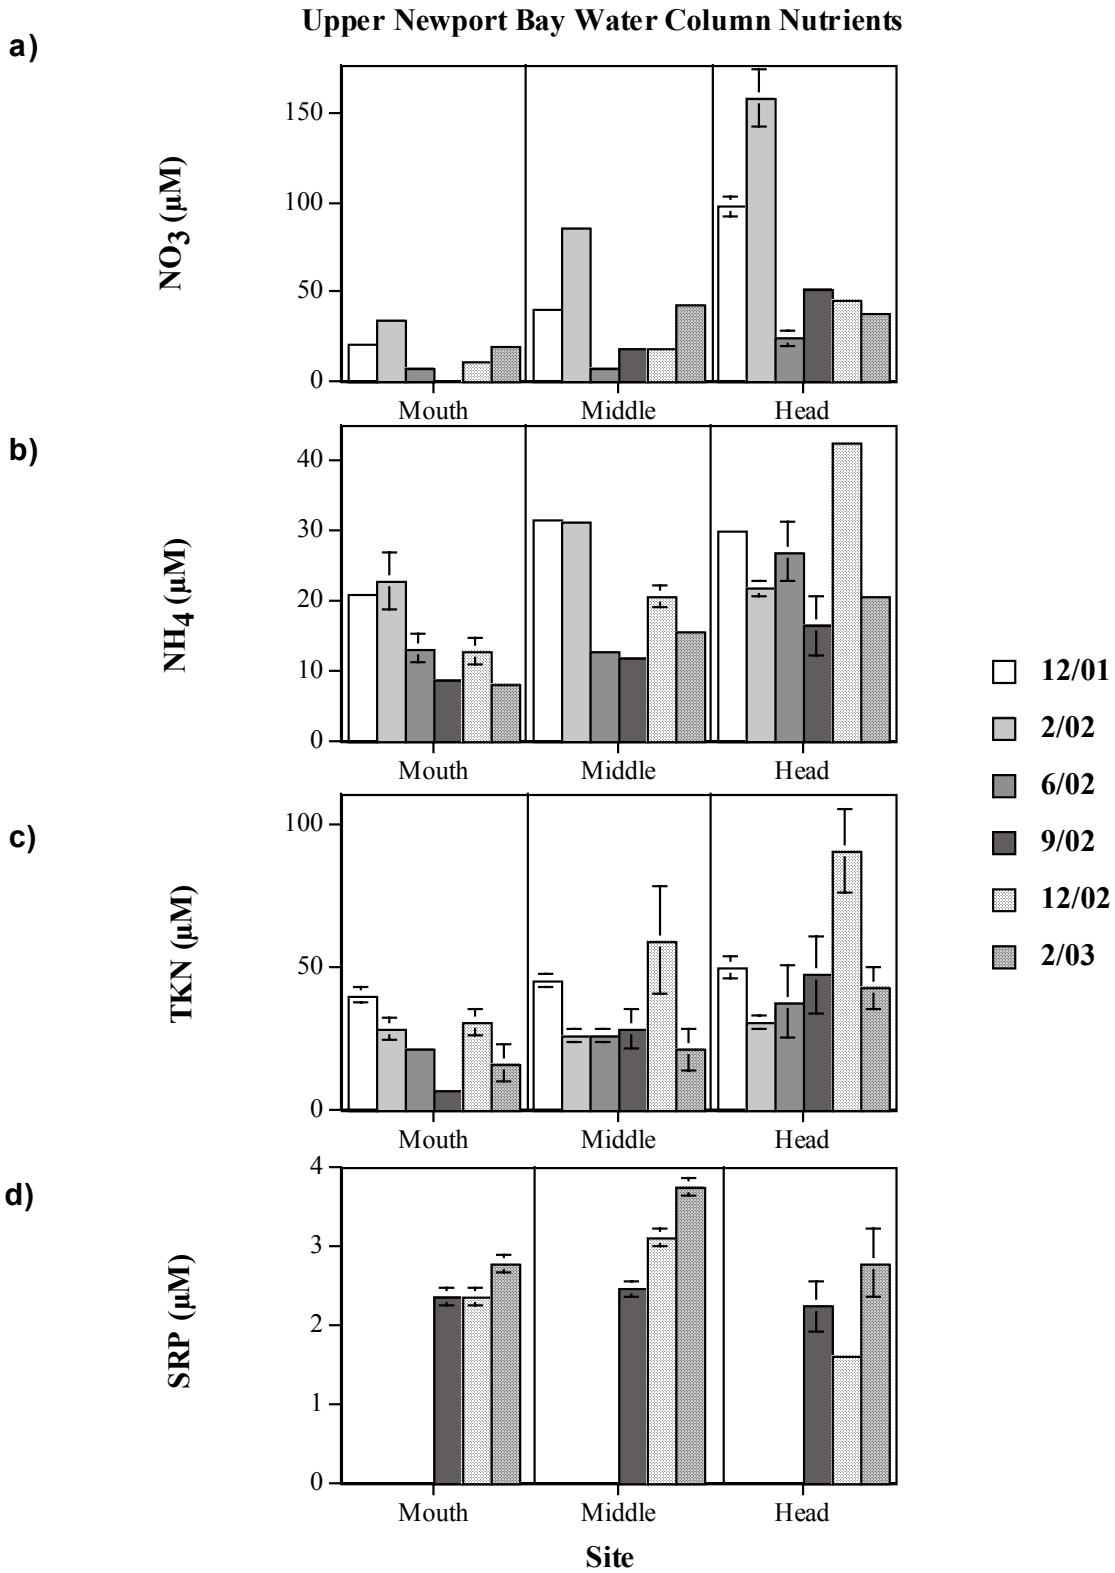 Upper Newport Bay Water Column Nutrients
a)
NO3 (µM)
150
100
50
0
Mouth Middle Head
b)
NH4 (µM)
40
30
20
10
0
Mouth Middle Head
c)
TKN (µM)
100
50
0
Mouth Middle Head
d)
SRP (µM)
4
3
2
1
0
Mouth Middle Head
Site
12/01
2/02
6/02
9/02
12/02
2/03